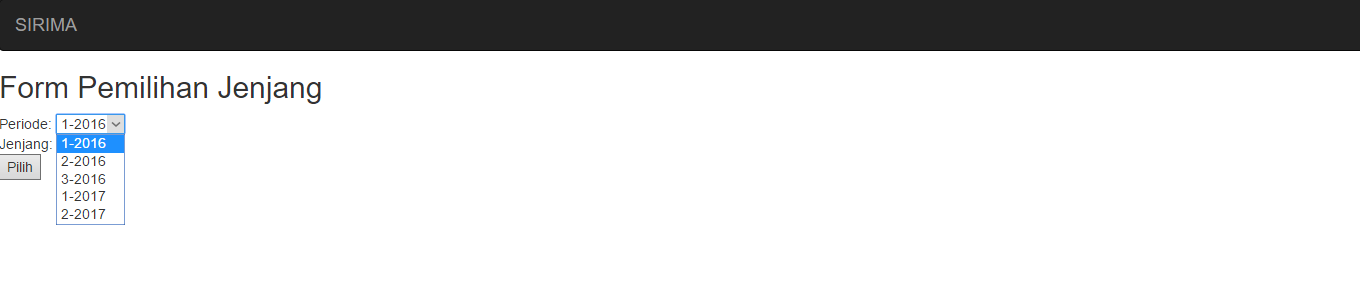 SIRIMA
Form Pemilihan Jenjang
Periode: 1-2016
Jenjang:
1-2016
2-2016
3-2016
1-2017
2-2017
Pilih